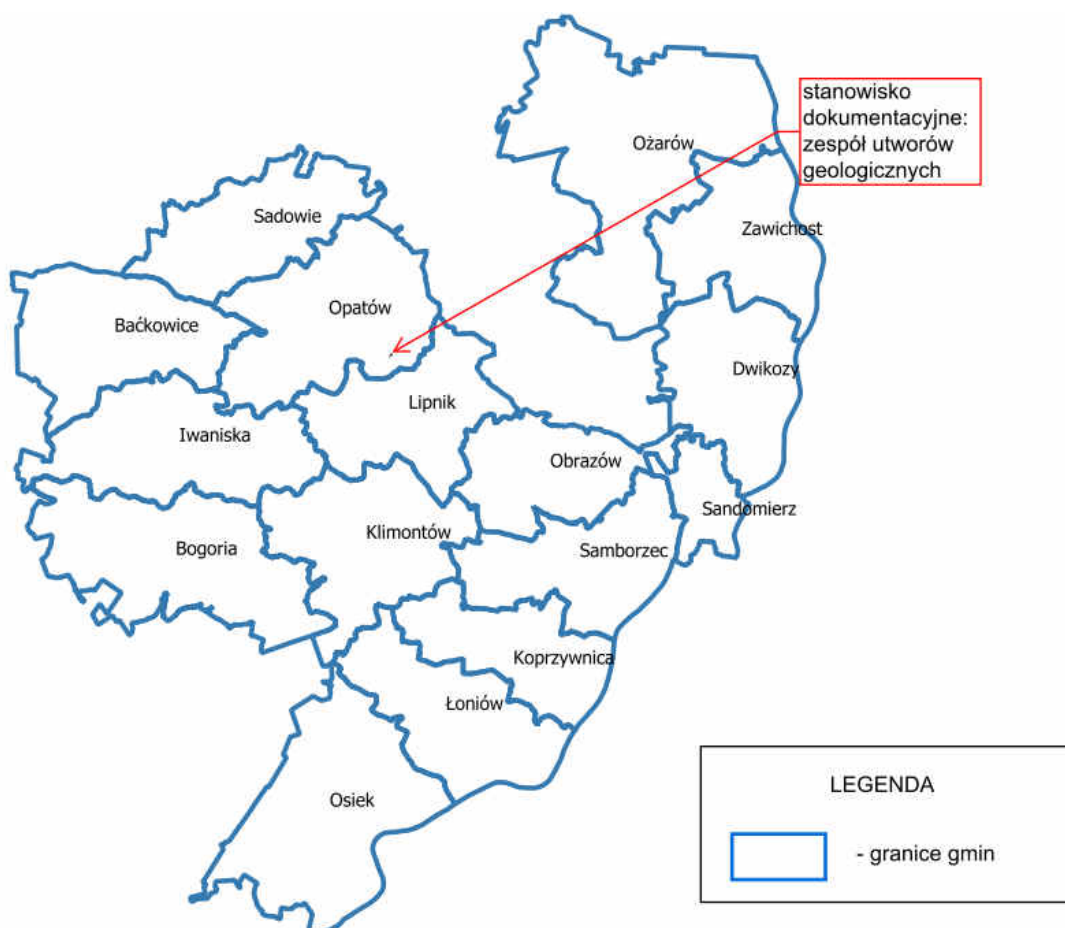 stanowisko
dokumentacyjne:
zespół utworów
geologicznych
Ożarów
Sadowie
Zawichost
Opatów
Baćkowice
Dwikozy
Lipnik
Iwaniska
Obrazów
Sandomierz
Klimontów
Bogoria
Samborzec
Koprzywnica
Łoniów
Osiek
LEGENDA
- granice gmin